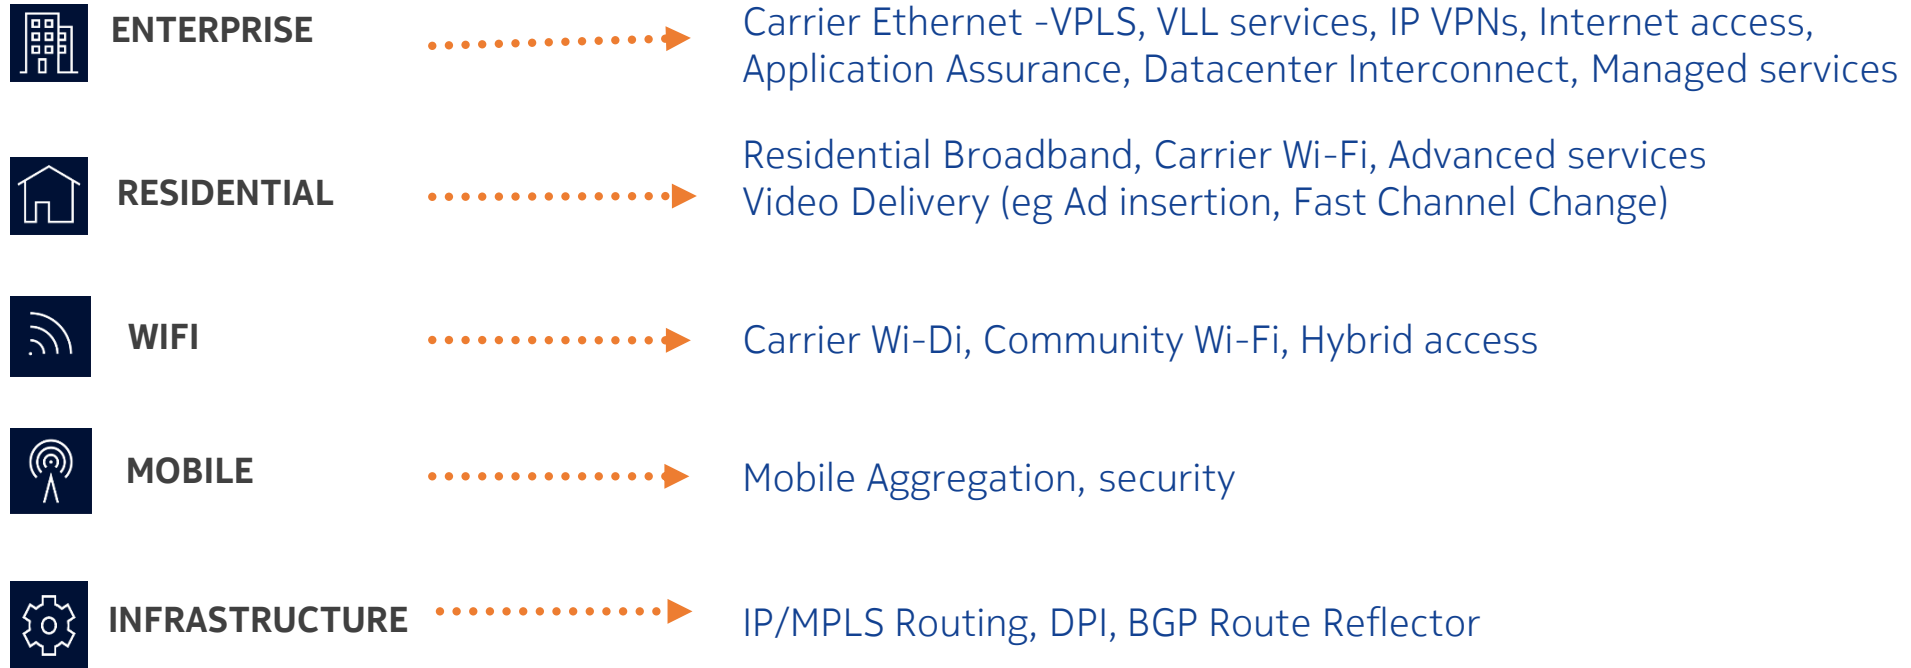 ENTERPRISE
Carrier Ethernet -VPLS, VLL services, IP VPNs, Internet access,
Application Assurance, Datacenter Interconnect, Managed services
RESIDENTIAL
Residential Broadband, Carrier Wi-Fi, Advanced services
Video Delivery (eg Ad insertion, Fast Channel Change)
WIFI
Carrier Wi-Di, Community Wi-Fi, Hybrid access
MOBILE
Mobile Aggregation, security
INFRASTRUCTURE
IP/MPLS Routing, DPI, BGP Route Reflector